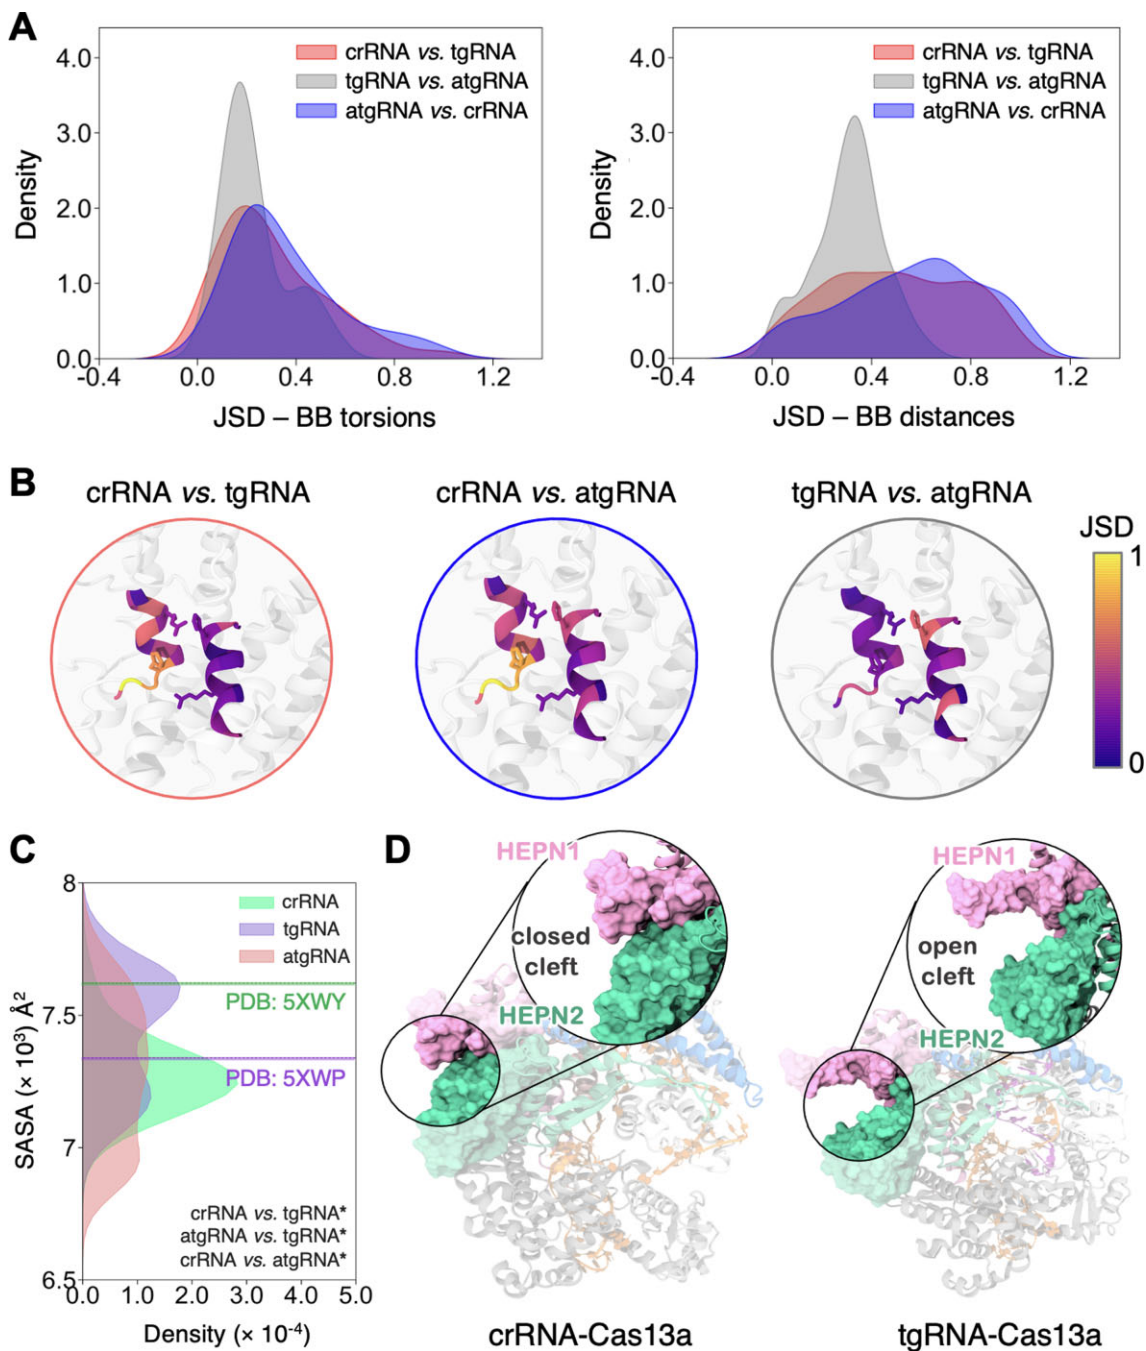 A
4.0
3.0
2.0
1.0
0.0
-0.4
0.0
0.4
0.8
1.2
Density
JSD – BB torsions
crRNA vs. tgRNA
tgRNA vs. atgRNA
atgRNA vs. crRNA
4.0
3.0
2.0
1.0
0.0
-0.4
0.0
0.4
0.8
1.2
Density
JSD – BB distances
crRNA vs. tgRNA
tgRNA vs. atgRNA
atgRNA vs. crRNA
B
crRNA vs. tgRNA
crRNA vs. atgRNA
tgRNA vs. atgRNA
JSD
1
0
C
8
7.5
7
6.5
SASA (× 10³) Å²
crRNA
tgRNA
atgRNA
PDB: 5XWY
PDB: 5XWP
crRNA vs. tgRNA*
atgRNA vs. tgRNA*
crRNA vs. atgRNA*
0.0
1.0
2.0
3.0
4.0
5.0
Density (× 10⁻⁴)
D
HEPN1
closed
cleft
HEPN2
crRNA-Cas13a
HEPN1
open
cleft
HEPN2
tgRNA-Cas13a